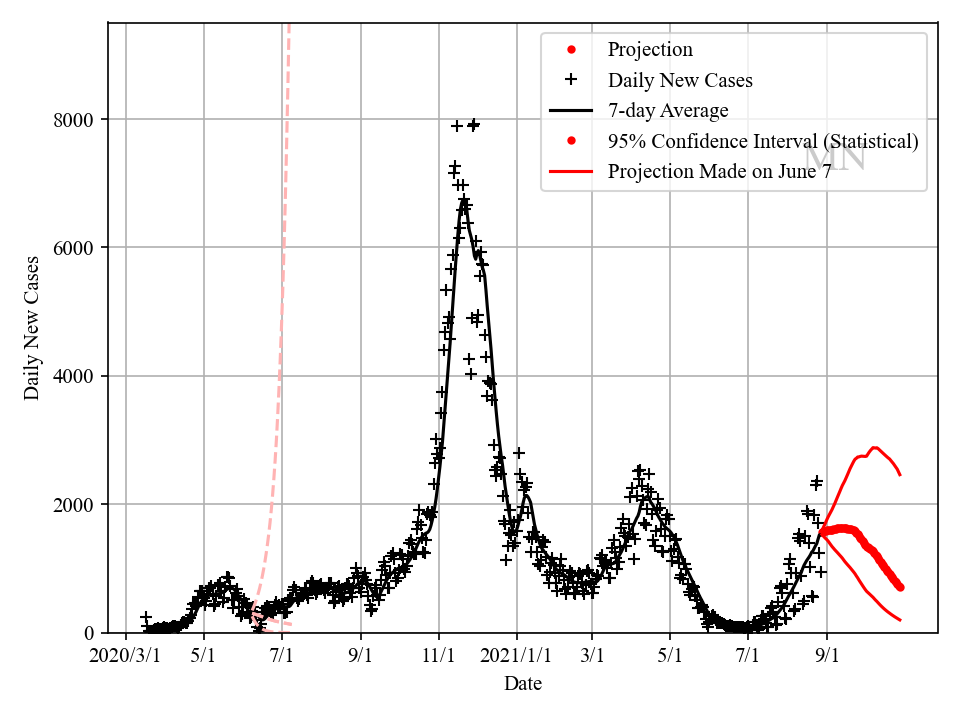 Projection
Daily New Cases
7-day Average
95% Confidence Interval (Statistical)
MN
Projection Made on June 7
8000
6000
4000
2000
0
Daily New Cases
2020/3/1 5/1 7/1 9/1 11/1 2021/1/1 3/1 5/1 7/1 9/1
Date